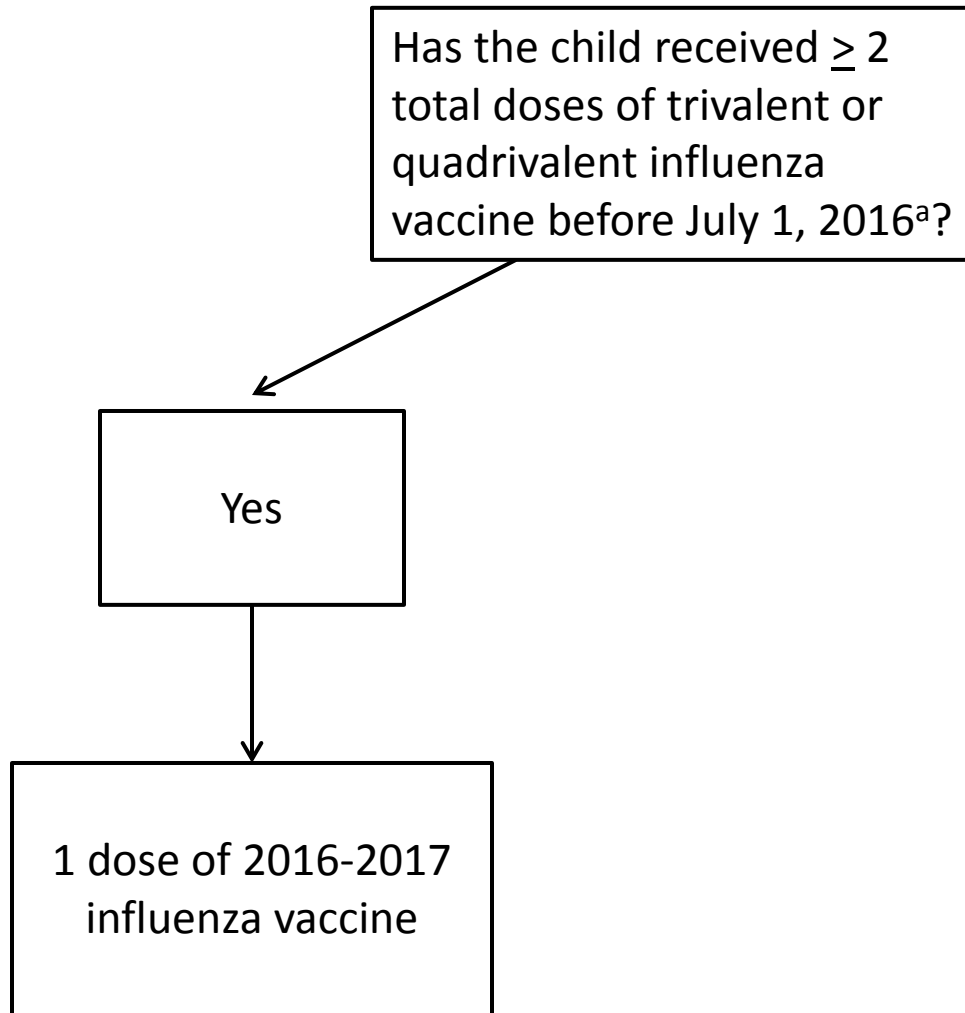 Has the child received ≥ 2
total doses of trivalent or
quadrivalent influenza
vaccine before July 1, 2016ᵃ?
Yes
1 dose of 2016-2017
influenza vaccine